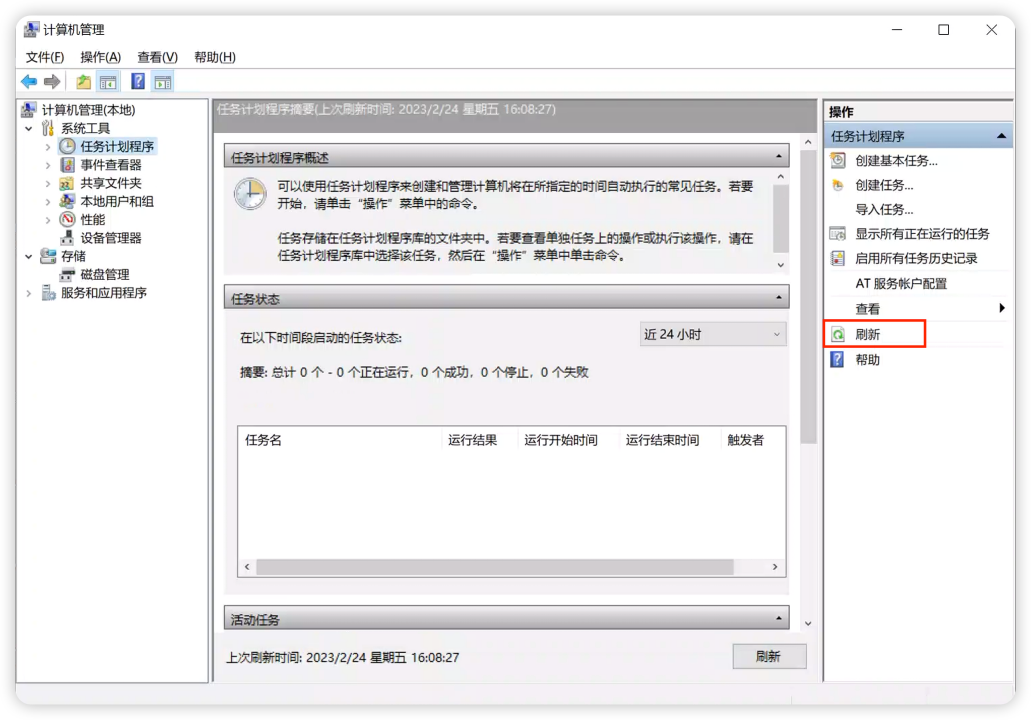 计算机管理
文件(F) 操作(A) 查看(V) 帮助(H)
计算机管理(本地)
系统工具
任务计划程序
事件查看器
共享文件夹
本地用户和组
性能
设备管理器
存储
磁盘管理
服务和应用程序
任务计划程序摘要(上次刷新时间: 2023/2/24 星期五 16:08:27)
任务计划程序概述
可以使用任务计划程序来创建和管理计算机将在所指定的时间自动执行的常见任务。若要
开始，请单击“操作”菜单中的命令。
任务存储在任务计划程序库的文件夹中。若要查看单独任务上的操作或执行该操作，请在
任务计划程序库中选择该任务，然后在“操作”菜单中单击命令。
任务状态
在以下时间段启动的任务状态:
近 24 小时
摘要: 总计 0 个 - 0 个正在运行，0 个成功，0 个停止，0 个失败
任务名 运行结果 运行开始时间 运行结束时间 触发者
活动任务
上次刷新时间: 2023/2/24 星期五 16:08:27
刷新
操作
任务计划程序
创建基本任务...
创建任务...
导入任务...
显示所有正在运行的任务
启用所有任务历史记录
AT 服务帐户配置
查看
刷新
帮助